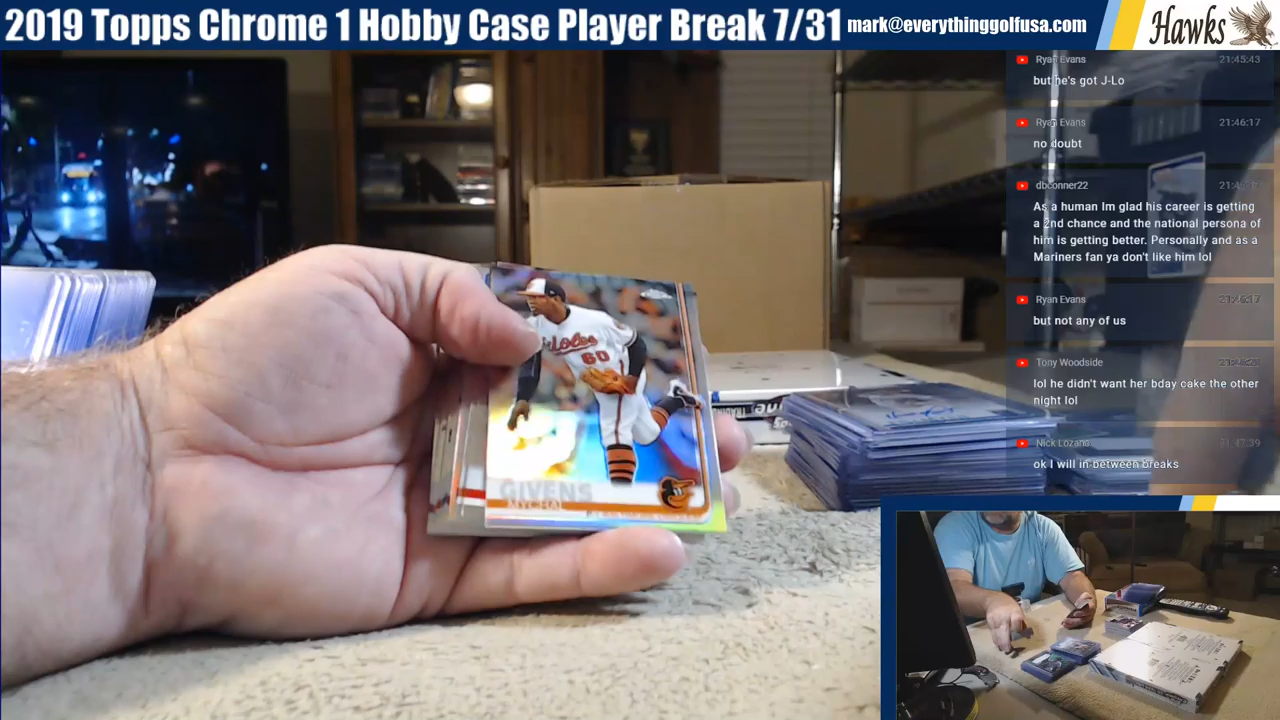 2019 Topps Chrome 1 Hobby Case Player Break 7/31
mark@everythinggolfusa.com
Hawks
Ryan Evans 21:45:43
but he's got J-Lo
Ryan Evans 21:46:17
no doubt
dbconner22
As a human Im glad his career is getting
a 2nd chance and the national persona of
him is getting better. Personally and as a
Mariners fan ya don't like him lol
Ryan Evans
but not any of us
Tony Woodside
lol he didn't want her bday cake the other
night lol
Nick Lozano
ok I will in-between breaks
Orioles
60
GIVENS
MYCHAL